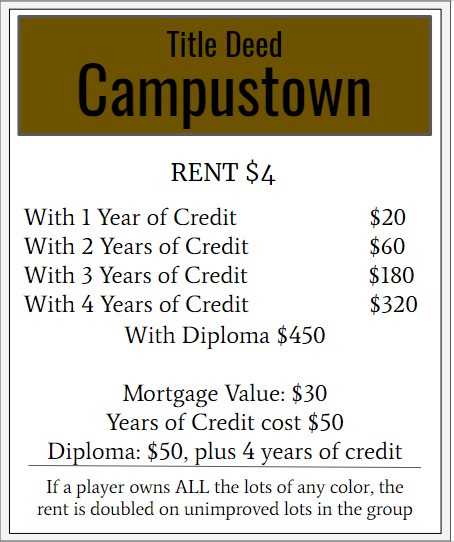 Title Deed
Campustown
RENT $4
With 1 Year of Credit $20
With 2 Years of Credit $60
With 3 Years of Credit $180
With 4 Years of Credit $320
With Diploma $450
Mortgage Value: $30
Years of Credit cost $50
Diploma: $50, plus 4 years of credit
If a player owns ALL the lots of any color, the
rent is doubled on unimproved lots in the group